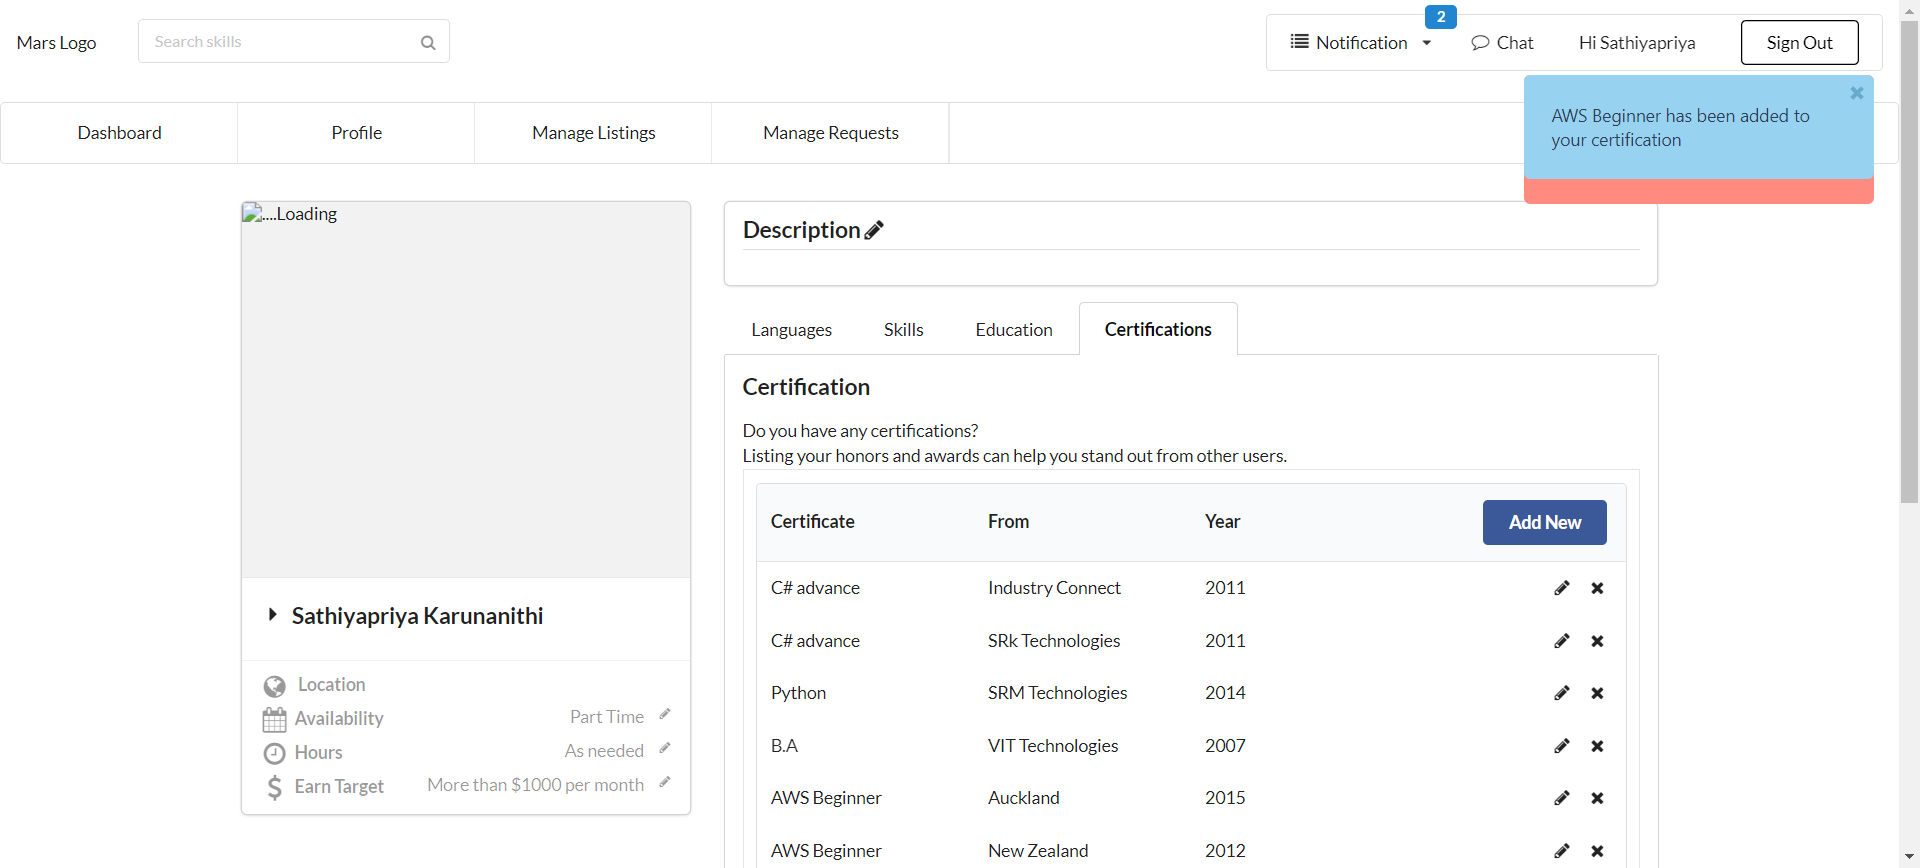 Mars Logo
Search skills
Notification
2
Chat
Hi Sathiyapriya
Sign Out
Dashboard
Profile
Manage Listings
Manage Requests
AWS Beginner has been added to
your certification
....Loading
Sathiyapriya Karunanithi
Location
Availability Part Time
Hours As needed
Earn Target More than $1000 per month
Description
Languages
Skills
Education
Certifications
Certification
Do you have any certifications?
Listing your honors and awards can help you stand out from other users.
Certificate From Year Add New
C# advance Industry Connect 2011
C# advance SRk Technologies 2011
Python SRM Technologies 2014
B.A VIT Technologies 2007
AWS Beginner Auckland 2015
AWS Beginner New Zealand 2012